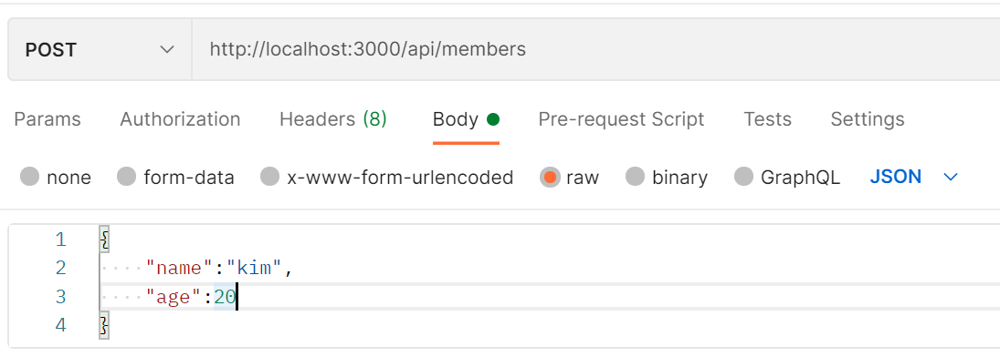 POST http://localhost:3000/api/members
Params Authorization Headers (8) Body Pre-request Script Tests Settings
none form-data x-www-form-urlencoded raw binary GraphQL JSON
1 {
2 ····"name":"kim",
3 ····"age":20
4 }